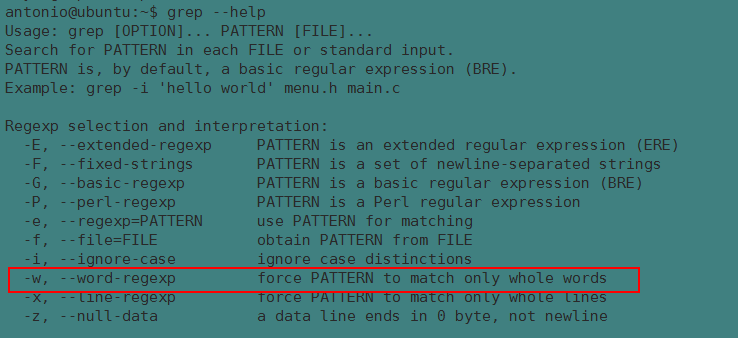 antonio@ubuntu:~$ grep --help
Usage: grep [OPTION]... PATTERN [FILE]...
Search for PATTERN in each FILE or standard input.
PATTERN is, by default, a basic regular expression (BRE).
Example: grep -i 'hello world' menu.h main.c

Regexp selection and interpretation:
  -E, --extended-regexp     PATTERN is an extended regular expression (ERE)
  -F, --fixed-strings       PATTERN is a set of newline-separated strings
  -G, --basic-regexp        PATTERN is a basic regular expression (BRE)
  -P, --perl-regexp         PATTERN is a Perl regular expression
  -e, --regexp=PATTERN      use PATTERN for matching
  -f, --file=FILE           obtain PATTERN from FILE
  -i, --ignore-case         ignore case distinctions
  -w, --word-regexp         force PATTERN to match only whole words
  -x, --line-regexp         force PATTERN to match only whole lines
  -z, --null-data           a data line ends in 0 byte, not newline